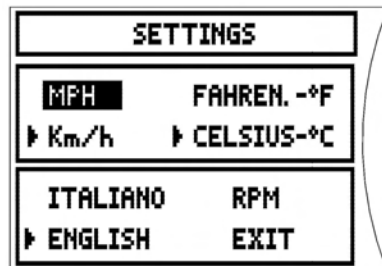 SETTINGS
MPH FAHREN.-°F
Km/h CELSIUS-°C
ITALIANO RPM
ENGLISH EXIT